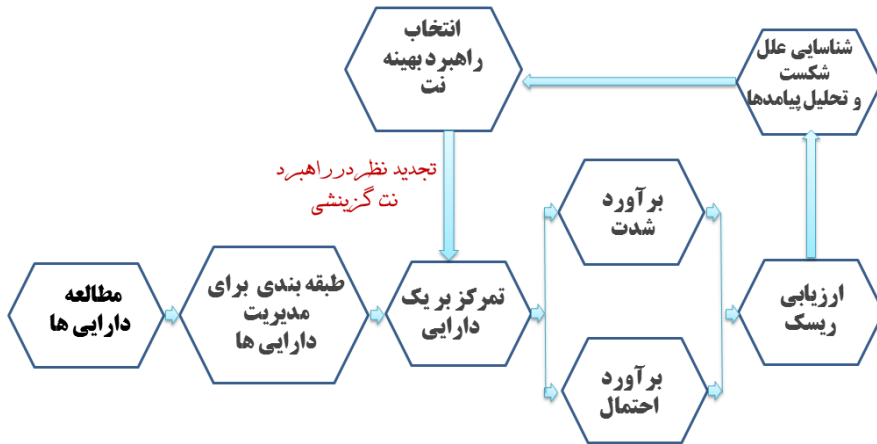 انتخاب
راهبرد بهینه
نت
شناسایی علل
شکست
و تحلیل پیامدها
تجدید نظر در راهبرد
نت گزینشی
برآورد
شدت
مطالعه
دارایی ها
طبقه بندی برای
مدیریت
دارایی ها
تمرکز بر یک
دارایی
ارزیابی
ریسک
برآورد
احتمال